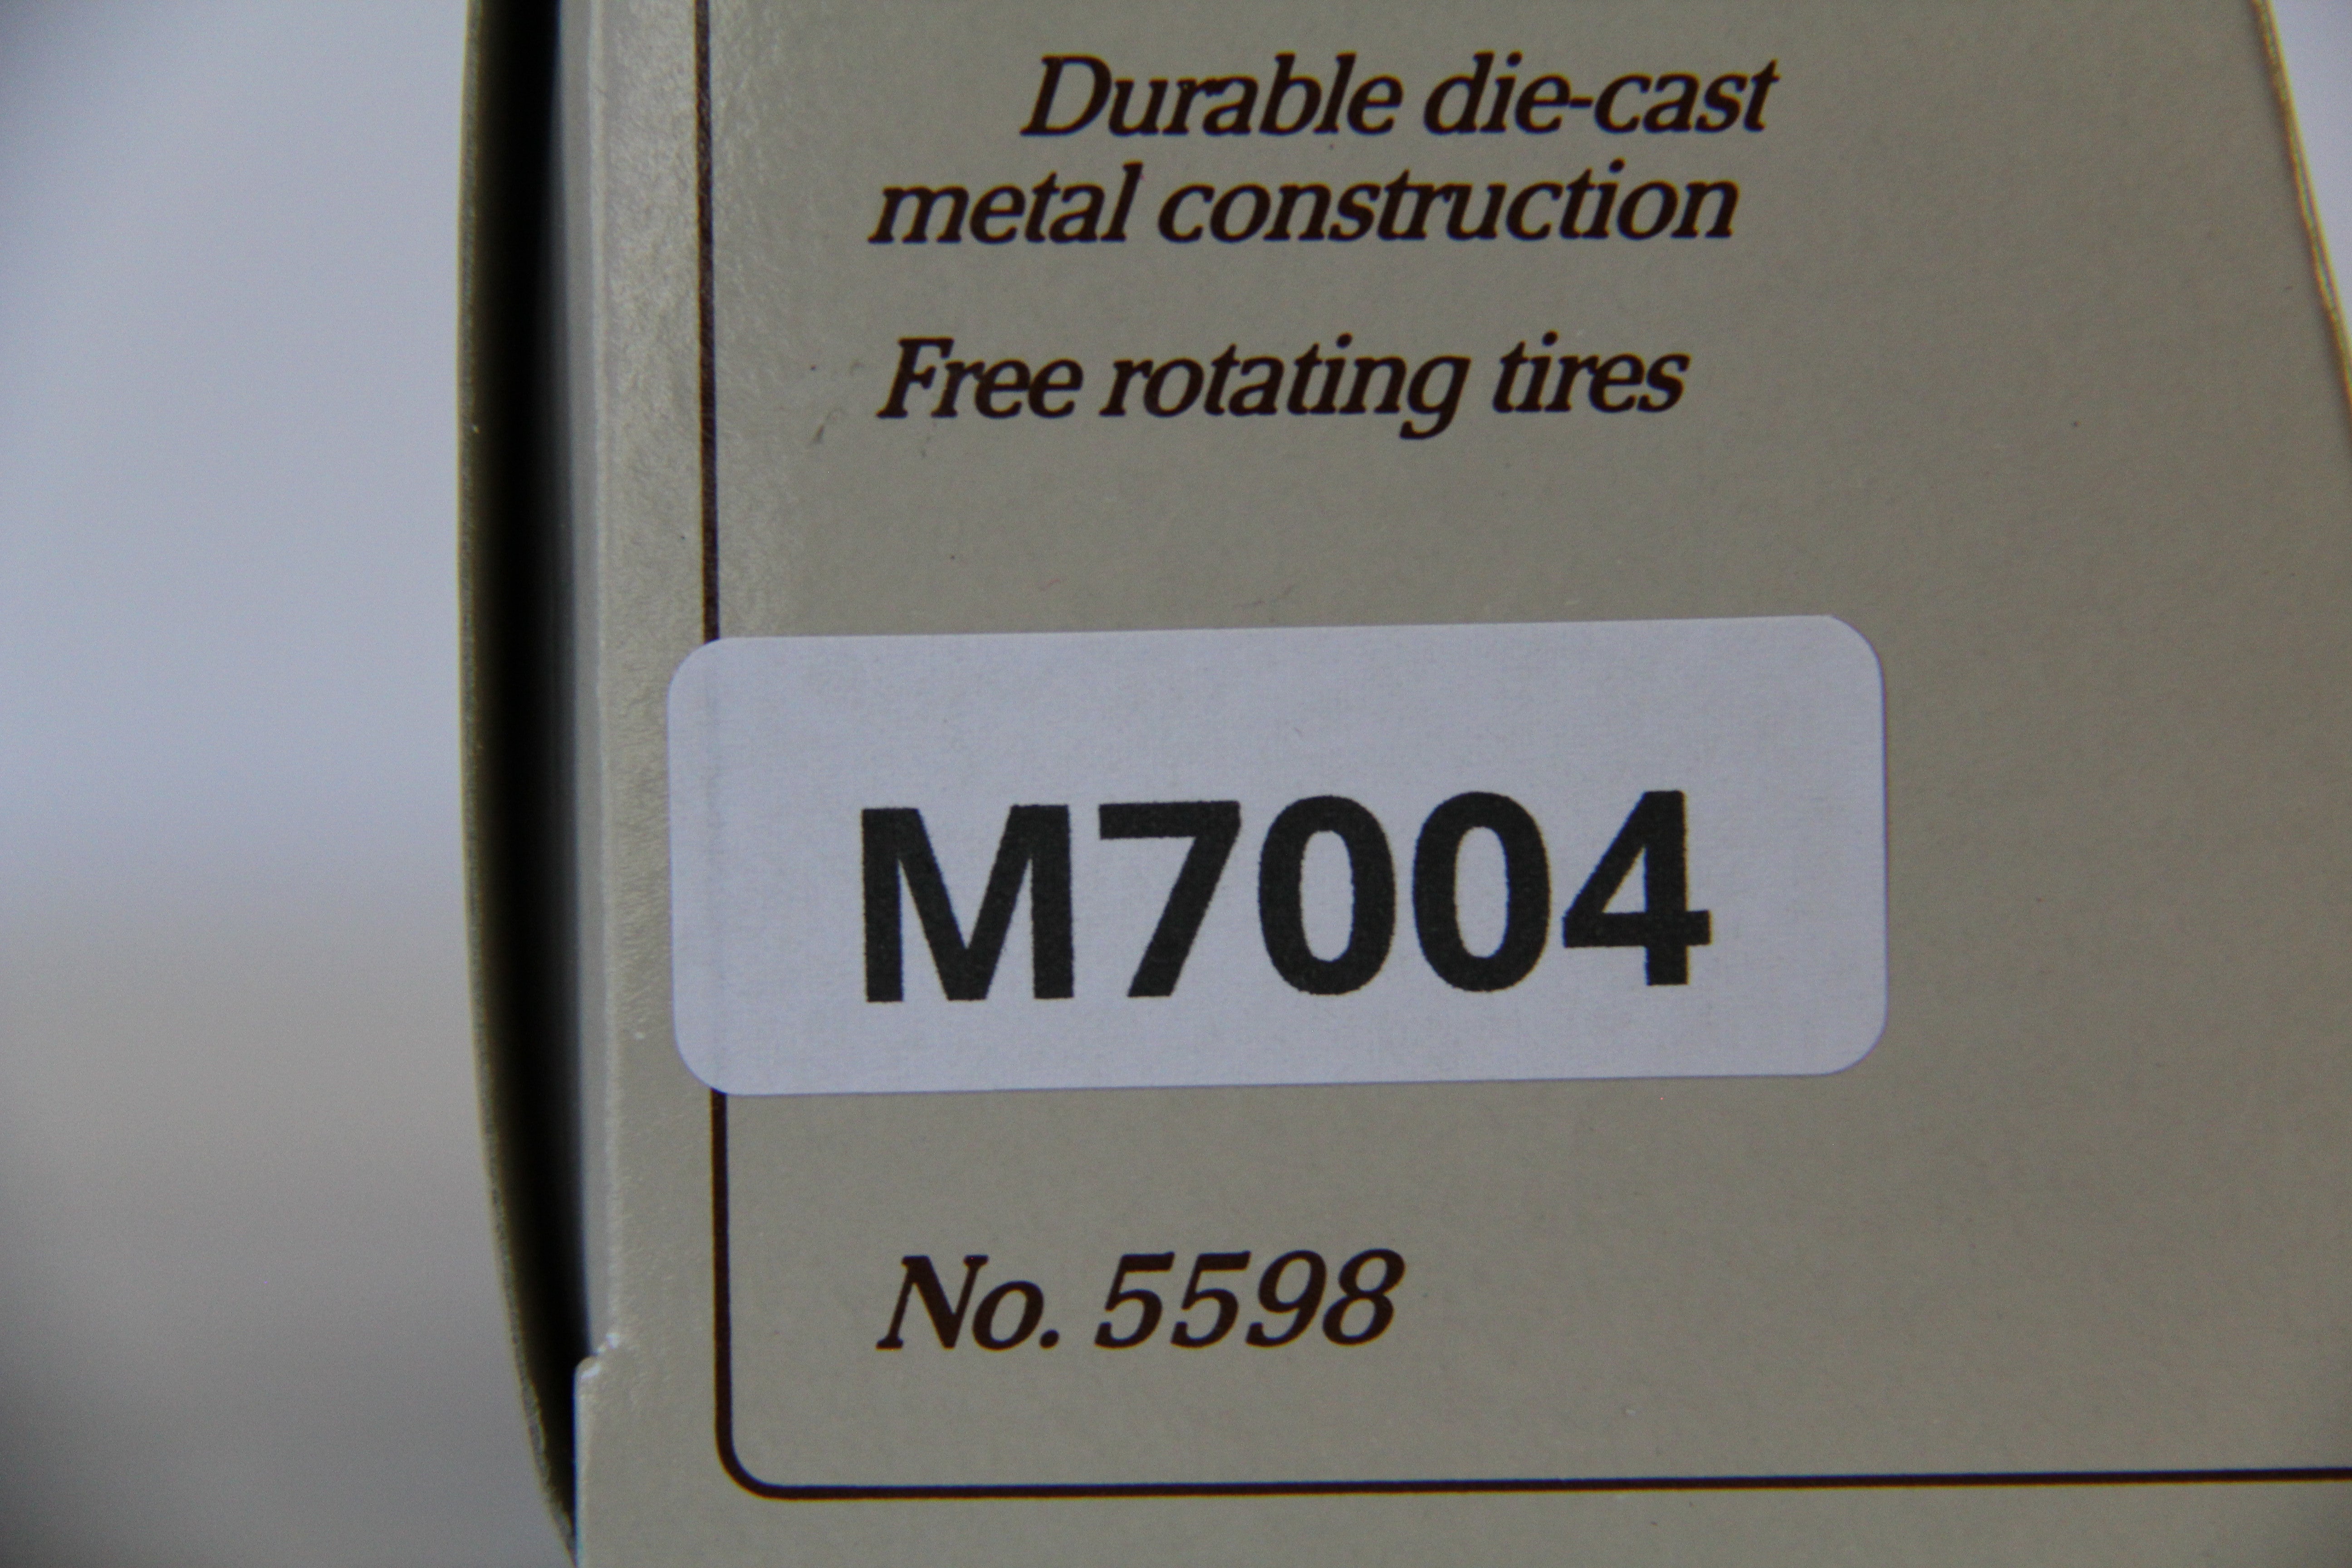 Durable die-cast
metal construction
Free rotating tires
M7004
No. 5598